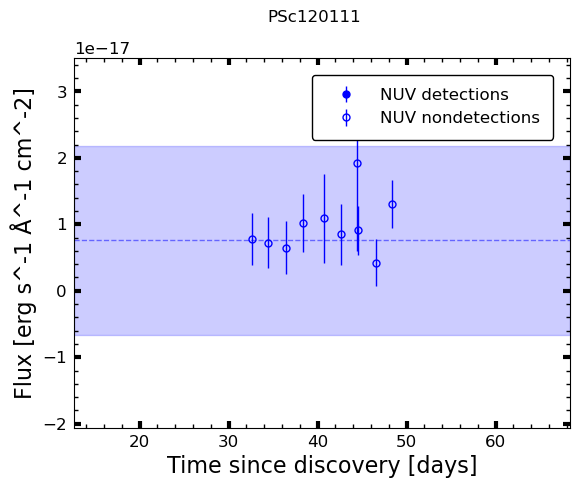 PSc120111
1e−17
NUV detections
NUV nondetections
3
2
1
0
−1
−2
Flux [erg s^-1 Å^-1 cm^-2]
20 30 40 50 60
Time since discovery [days]